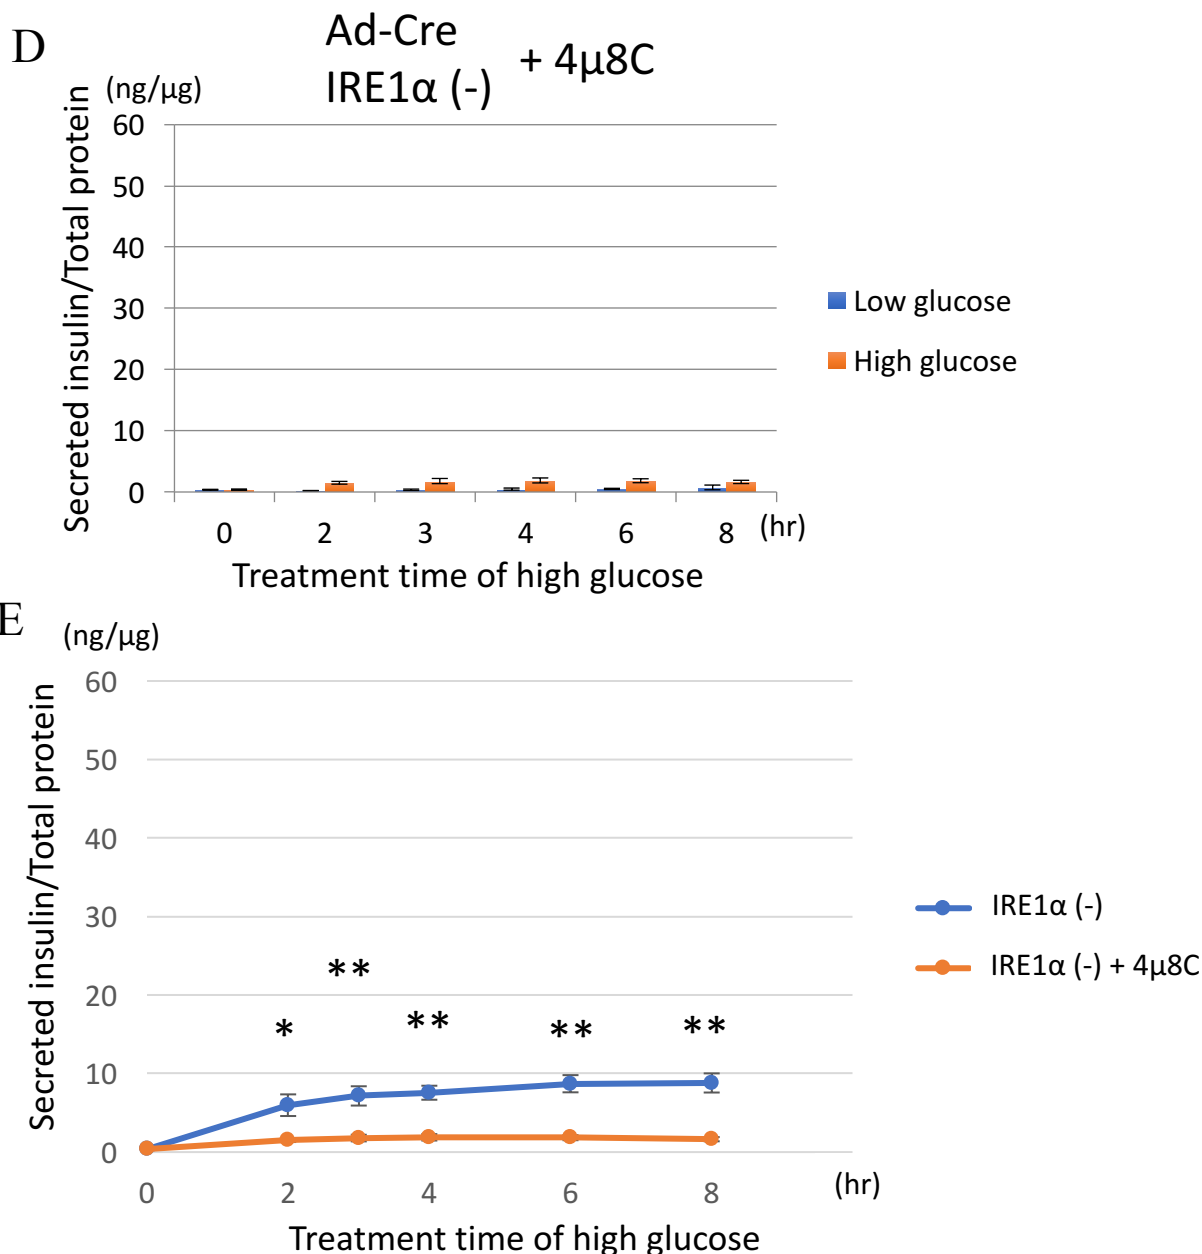 D
Ad-Cre
IRE1α (-)
+ 4μ8C
(ng/μg)
Secreted insulin/Total protein
60
50
40
30
20
10
0
0 2 3 4 6 8 (hr)
Treatment time of high glucose
Low glucose
High glucose
E
(ng/μg)
Secreted insulin/Total protein
60
50
40
30
20
10
0
* ** ** ** **
0 2 4 6 8 (hr)
Treatment time of high glucose
IRE1α (-)
IRE1α (-) + 4μ8C